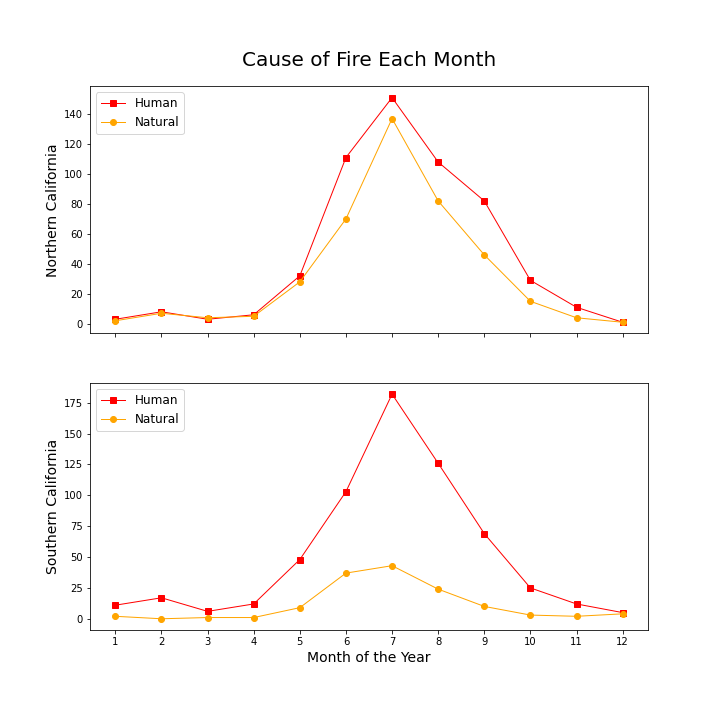 Cause of Fire Each Month
Human
Natural
Northern California
140
120
100
80
60
40
20
0
Human
Natural
Southern California
175
150
125
100
75
50
25
0
1 2 3 4 5 6 7 8 9 10 11 12
Month of the Year